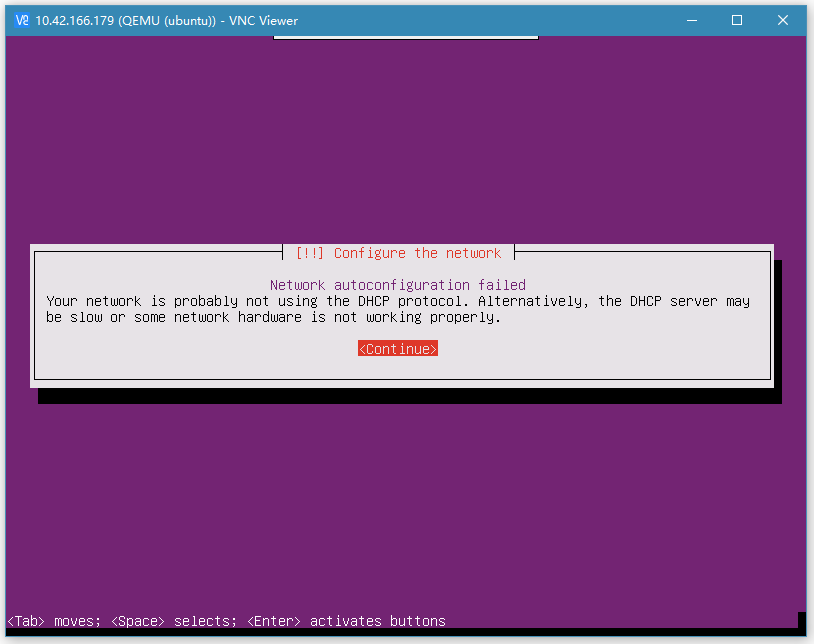 10.42.166.179 (QEMU (ubuntu)) - VNC Viewer
[!!] Configure the network
Network autoconfiguration failed
Your network is probably not using the DHCP protocol. Alternatively, the DHCP server may
be slow or some network hardware is not working properly.
<Continue>
<Tab> moves; <Space> selects; <Enter> activates buttons